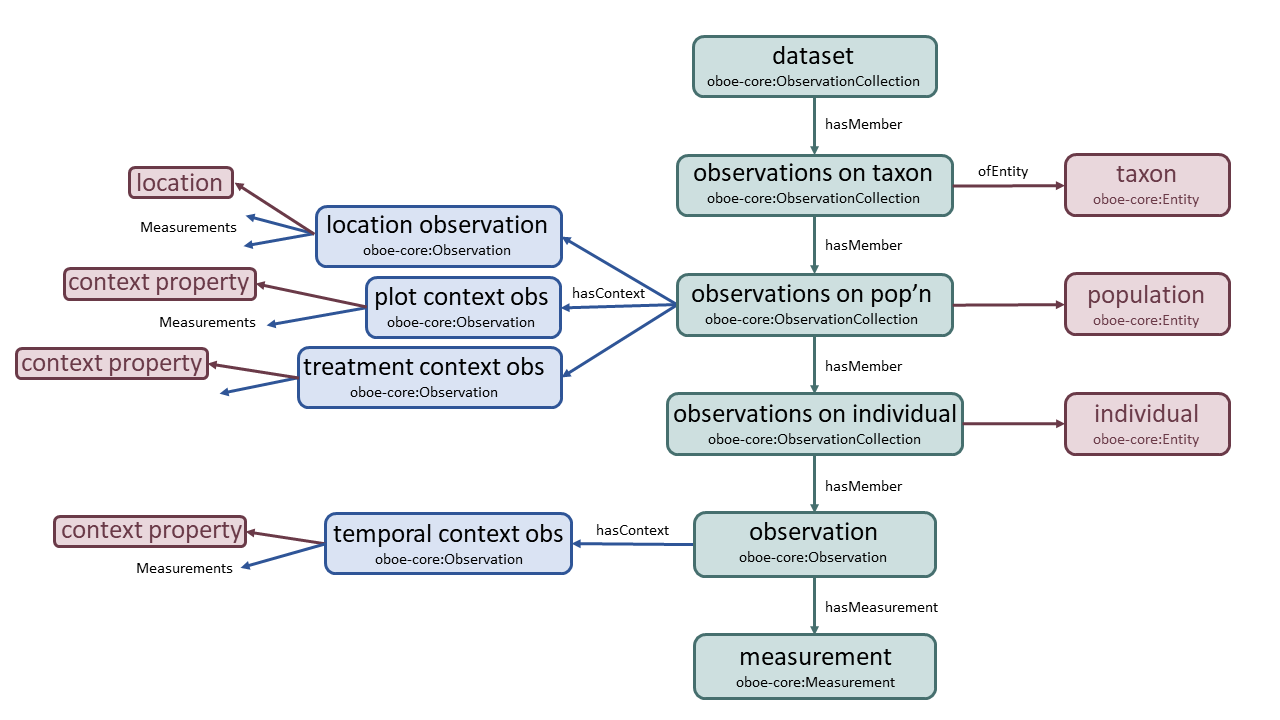 dataset
oboe-core:ObservationCollection
hasMember
observations on taxon
oboe-core:ObservationCollection
ofEntity
taxon
oboe-core:Entity
location
Measurements
location observation
oboe-core:Observation
hasMember
context property
Measurements
plot context obs
oboe-core:Observation
hasContext
observations on pop’n
oboe-core:ObservationCollection
population
oboe-core:Entity
context property
treatment context obs
oboe-core:Observation
hasMember
observations on individual
oboe-core:ObservationCollection
individual
oboe-core:Entity
hasMember
context property
Measurements
temporal context obs
oboe-core:Observation
hasContext
observation
oboe-core:Observation
hasMeasurement
measurement
oboe-core:Measurement